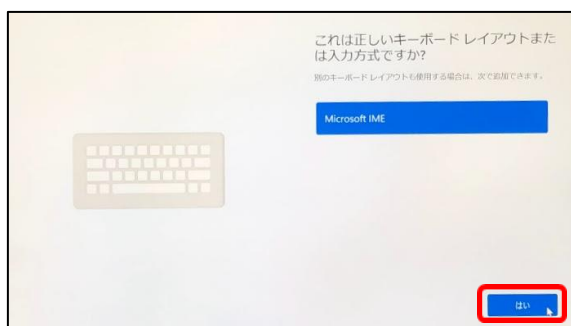 これは正しいキーボード レイアウトまた
は入力方式ですか?
別のキーボード レイアウトも使用する場合は、次で追加できます。
Microsoft IME
はい